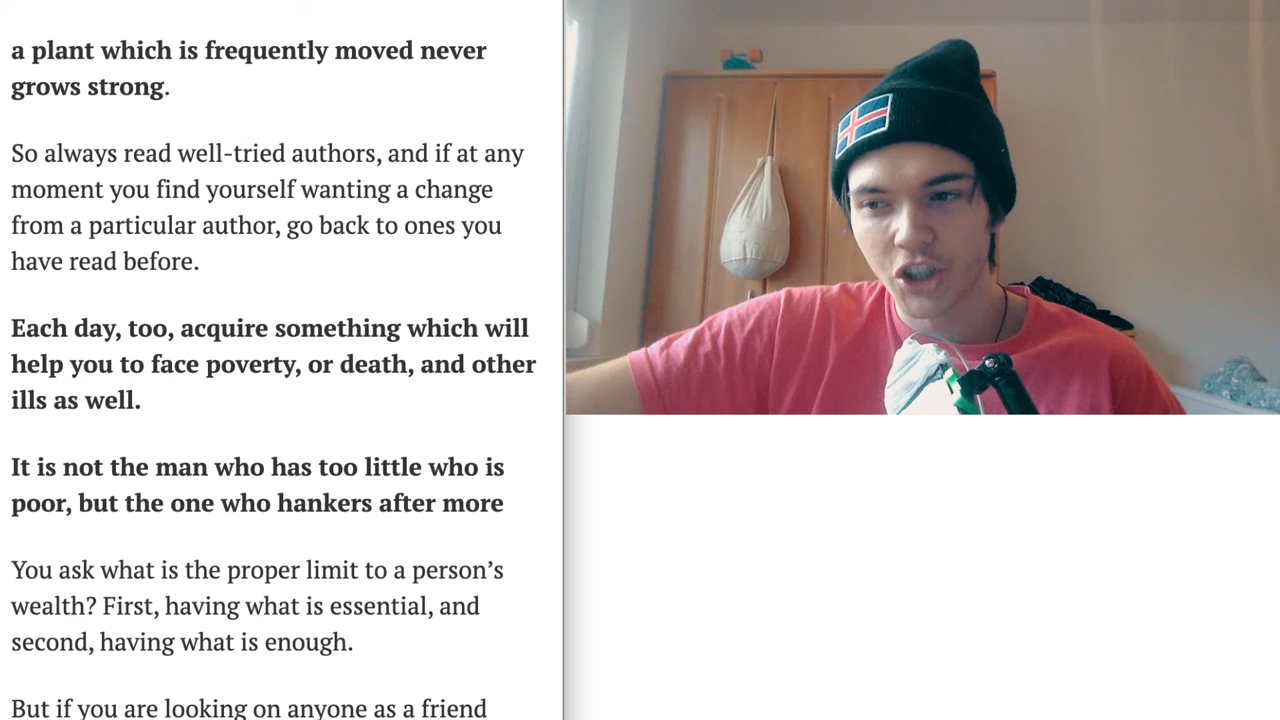 a plant which is frequently moved never
grows strong.
So always read well-tried authors, and if at any
moment you find yourself wanting a change
from a particular author, go back to ones you
have read before.
Each day, too, acquire something which will
help you to face poverty, or death, and other
ills as well.
It is not the man who has too little who is
poor, but the one who hankers after more
You ask what is the proper limit to a person’s
wealth? First, having what is essential, and
second, having what is enough.
But if you are looking on anyone as a friend